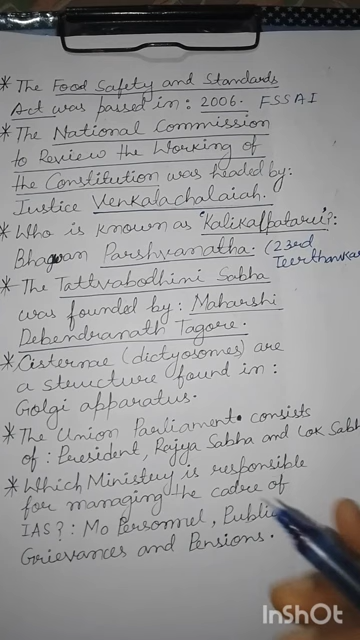 * The Food Safety and Standards
Act was passed in: 2006. FSSAI
* The National Commission
to Review the Working of
the Constitution was headed by:
Justice Venkalachalaiah.
* Who is known as 'Kalikalpataru'?:
Bhagwan Parshvanatha. (23rd
Teerthankar
* The Tattvabodhini Sabha
was founded by: Maharshi
Debendranath Tagore.
* Cisternae (dictyosomes) are
a structure found in:
Golgi apparatus.
* The Union Parliament consists
of: President, Rajya Sabha and Lok Sabh
* Which Ministry is responsible
for managing the cadre of
IAS?: Mo Personnel, Public
Grievances and Pensions.
InShOt